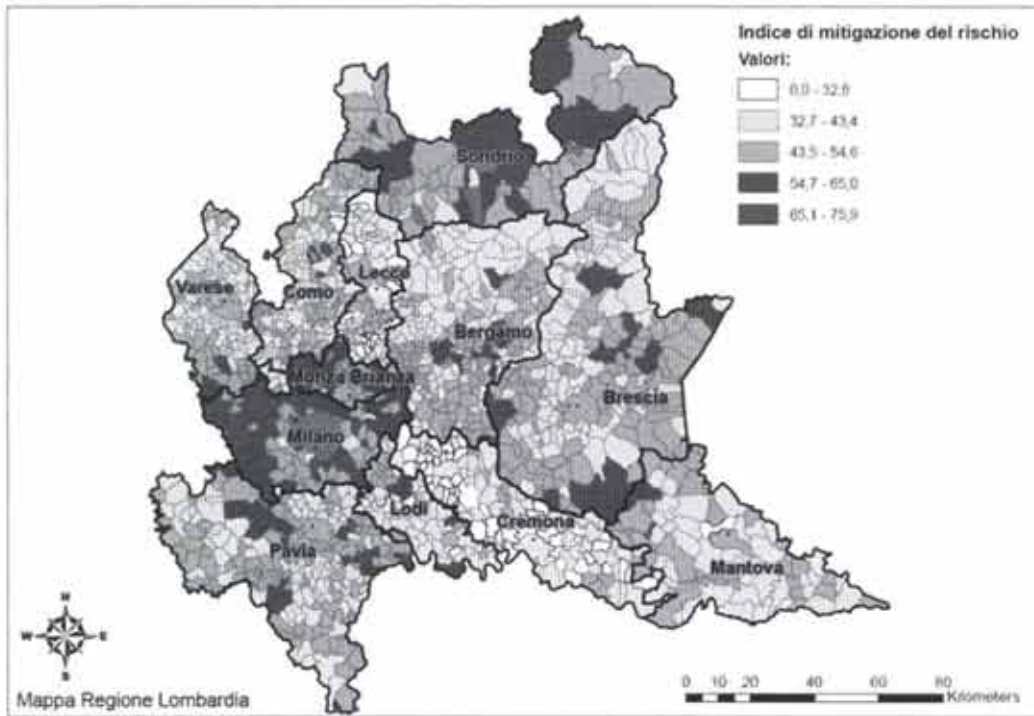 Indice di mitigazione del rischio
Valori:
0,0 - 32,6
32,7 - 43,4
43,5 - 54,6
54,7 - 65,0
65,1 - 75,9
Sondrio
Varese
Como
Lecco
Bergamo
Monza Brianza
Brescia
Milano
Lodi
Cremona
Pavia
Mantova
N
W E
S
Mappa Regione Lombardia
0 5 10 20 40 60 80
Kilometers